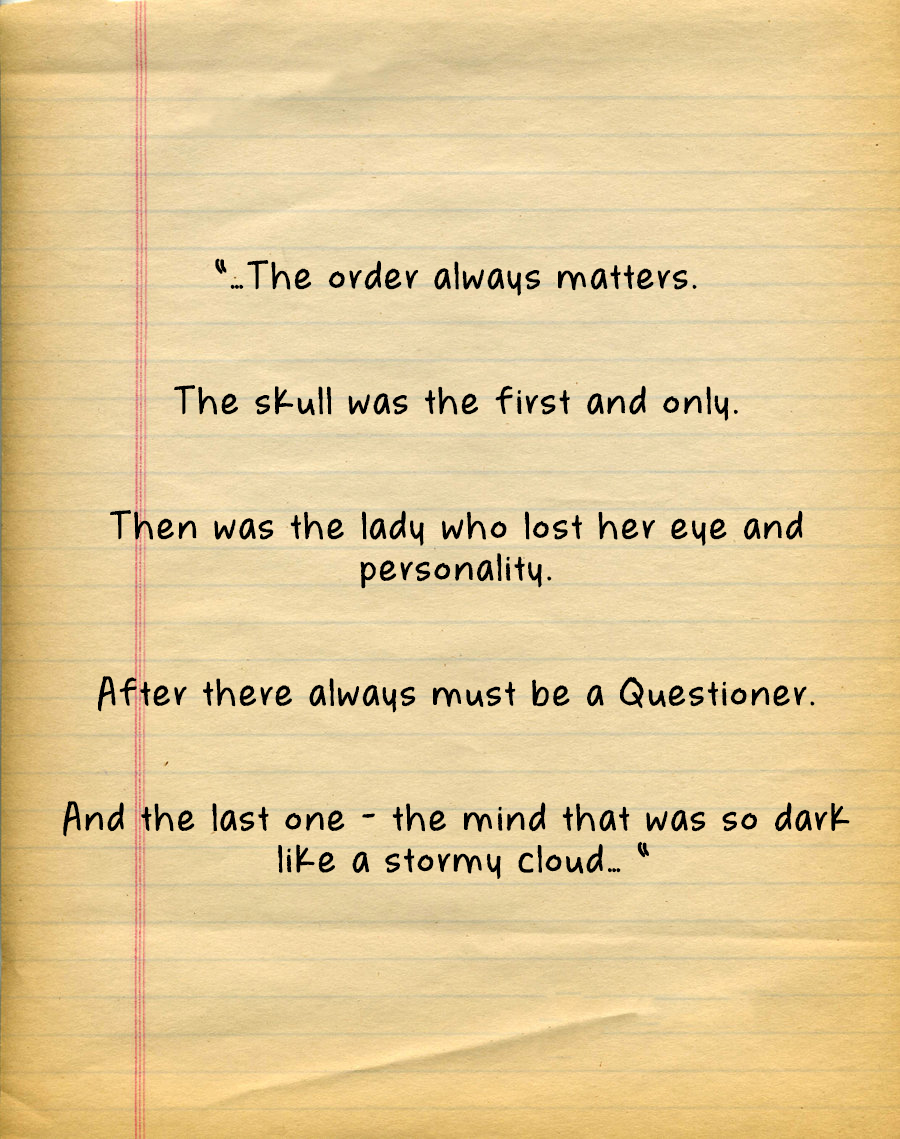 “…The order always matters.
The skull was the first and only.
Then was the lady who lost her eye and
personality.
After there always must be a Questioner.
And the last one - the mind that was so dark
like a stormy cloud… “